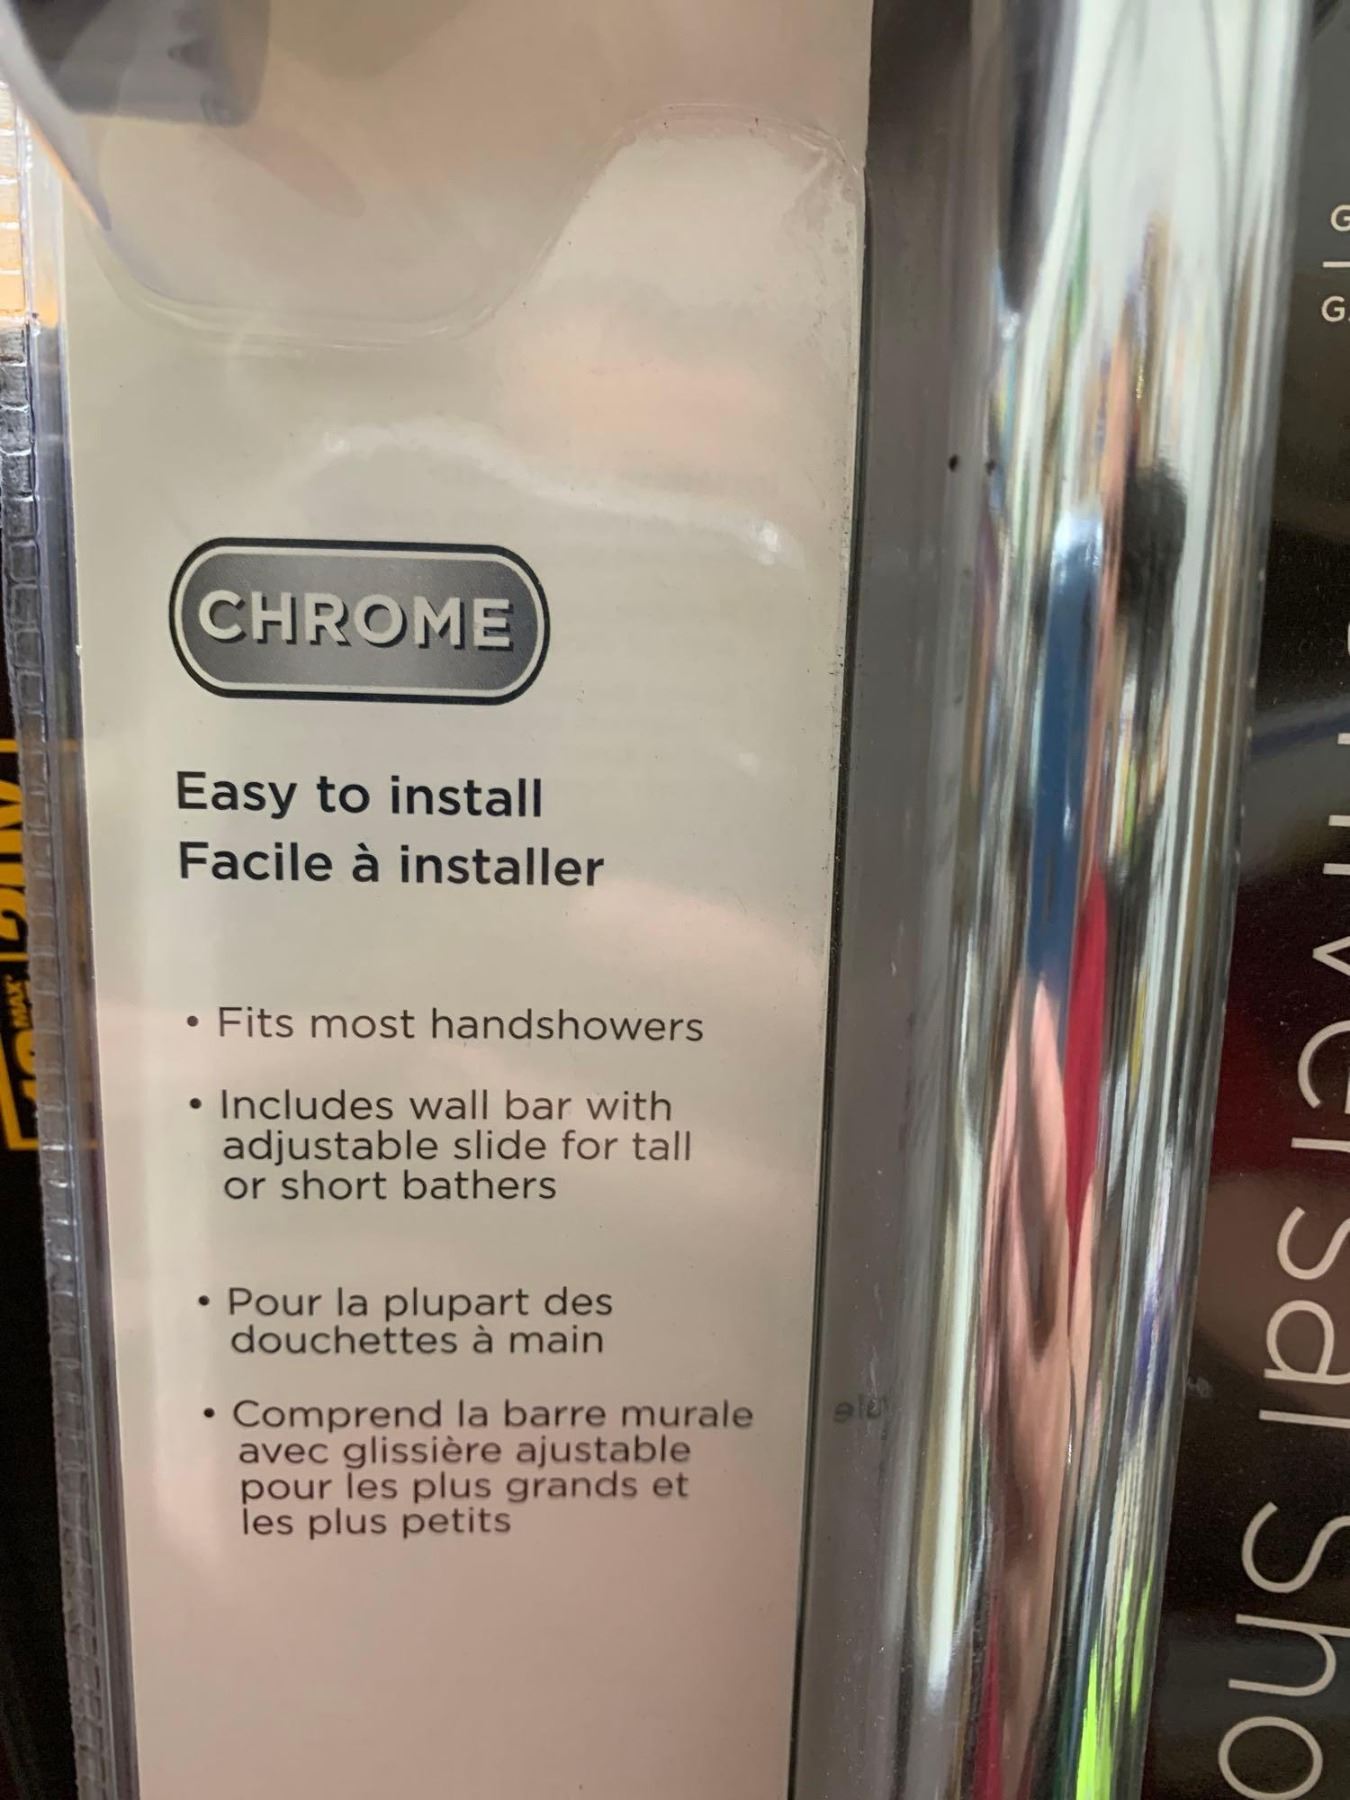 CHROME
Easy to install
Facile à installer
• Fits most handshowers
• Includes wall bar with
adjustable slide for tall
or short bathers
• Pour la plupart des
douchettes à main
• Comprend la barre murale
avec glissière ajustable
pour les plus grands et
les plus petits
MAX